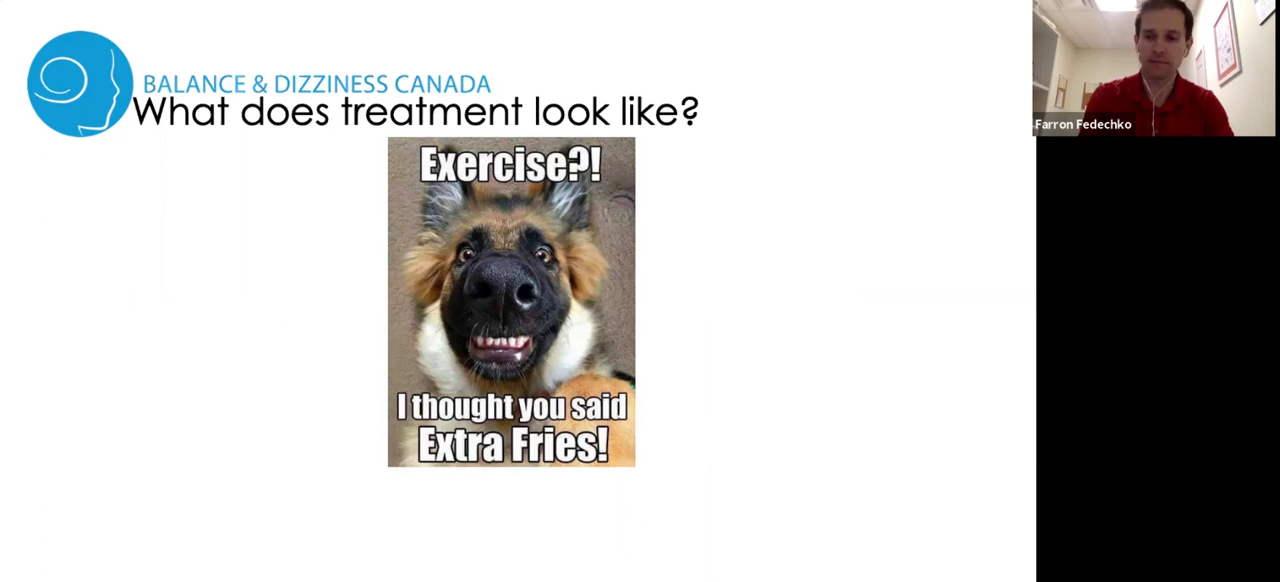 BALANCE & DIZZINESS CANADA
What does treatment look like?
Exercise?!
I thought you said
Extra Fries!
Farron Fedechko